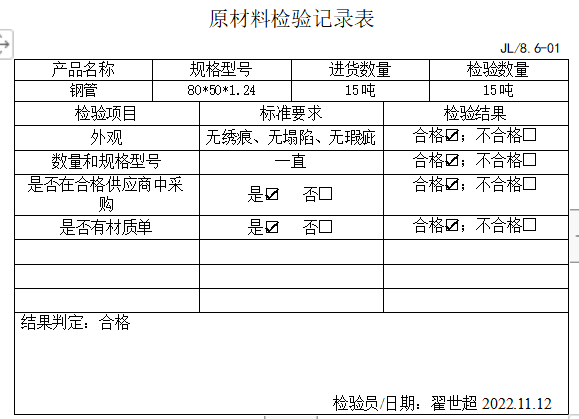 原材料检验记录表
JL/8.6-01
产品名称 规格型号 进货数量 检验数量
钢管 80*50*1.24 15吨 15吨
检验项目 标准要求 检验结果
外观 无绣痕、无塌陷、无瑕疵 合格☑；不合格□
数量和规格型号 一直 合格☑；不合格□
是否在合格供应商中采
购 是☑ 否□ 合格☑；不合格□
是否有材质单 是☑ 否□ 合格☑；不合格□
结果判定：合格
检验员/日期：翟世超 2022.11.12